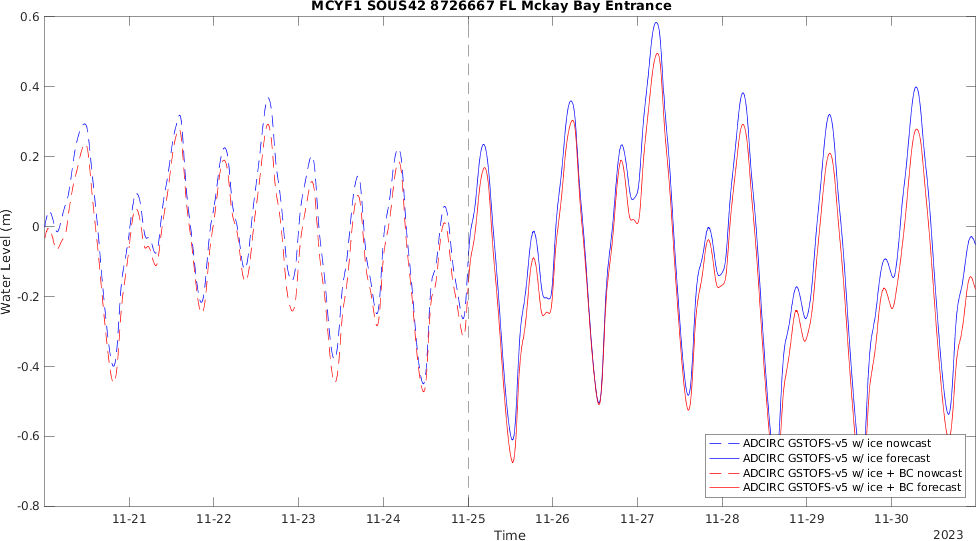 MCYF1 SOUS42 8726667 FL Mckay Bay Entrance
0.6
0.4
0.2
0
-0.2
-0.4
-0.6
-0.8
Water Level (m)
ADCIRC GSTOFS-v5 w/ ice nowcast
ADCIRC GSTOFS-v5 w/ ice forecast
ADCIRC GSTOFS-v5 w/ ice + BC nowcast
ADCIRC GSTOFS-v5 w/ ice + BC forecast
11-21 11-22 11-23 11-24 11-25 11-26 11-27 11-28 11-29 11-30
Time
2023